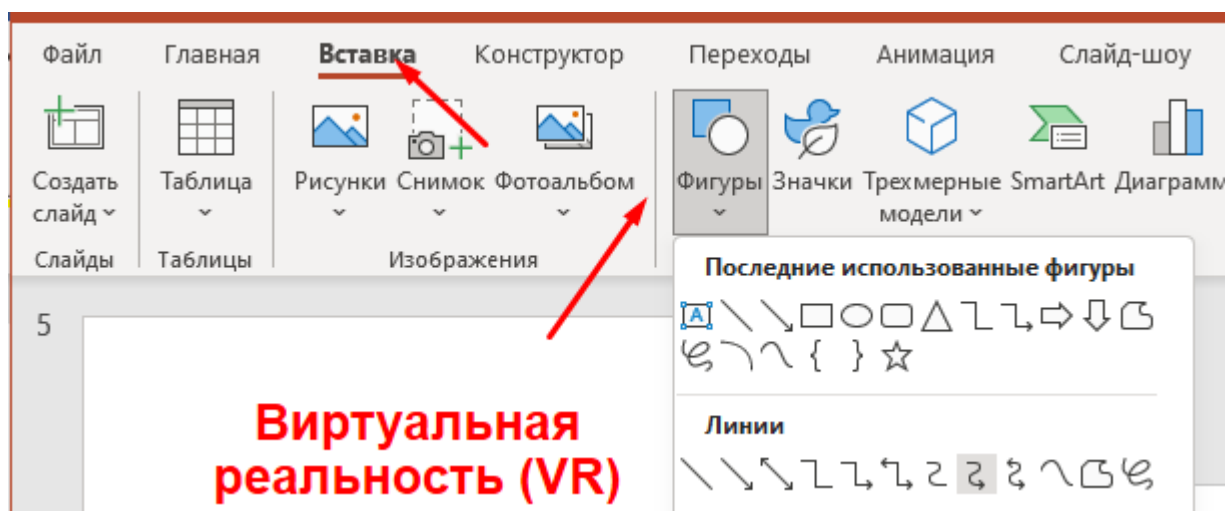 Файл Главная Вставка Конструктор Переходы Анимация Слайд-шоу
Создать слайд Таблица Рисунки Снимок Фотоальбом Фигуры Значки Трехмерные модели SmartArt Диаграмм
Слайды Таблицы Изображения
Последние использованные фигуры
A
{ }
Линии
5
Виртуальная
реальность (VR)